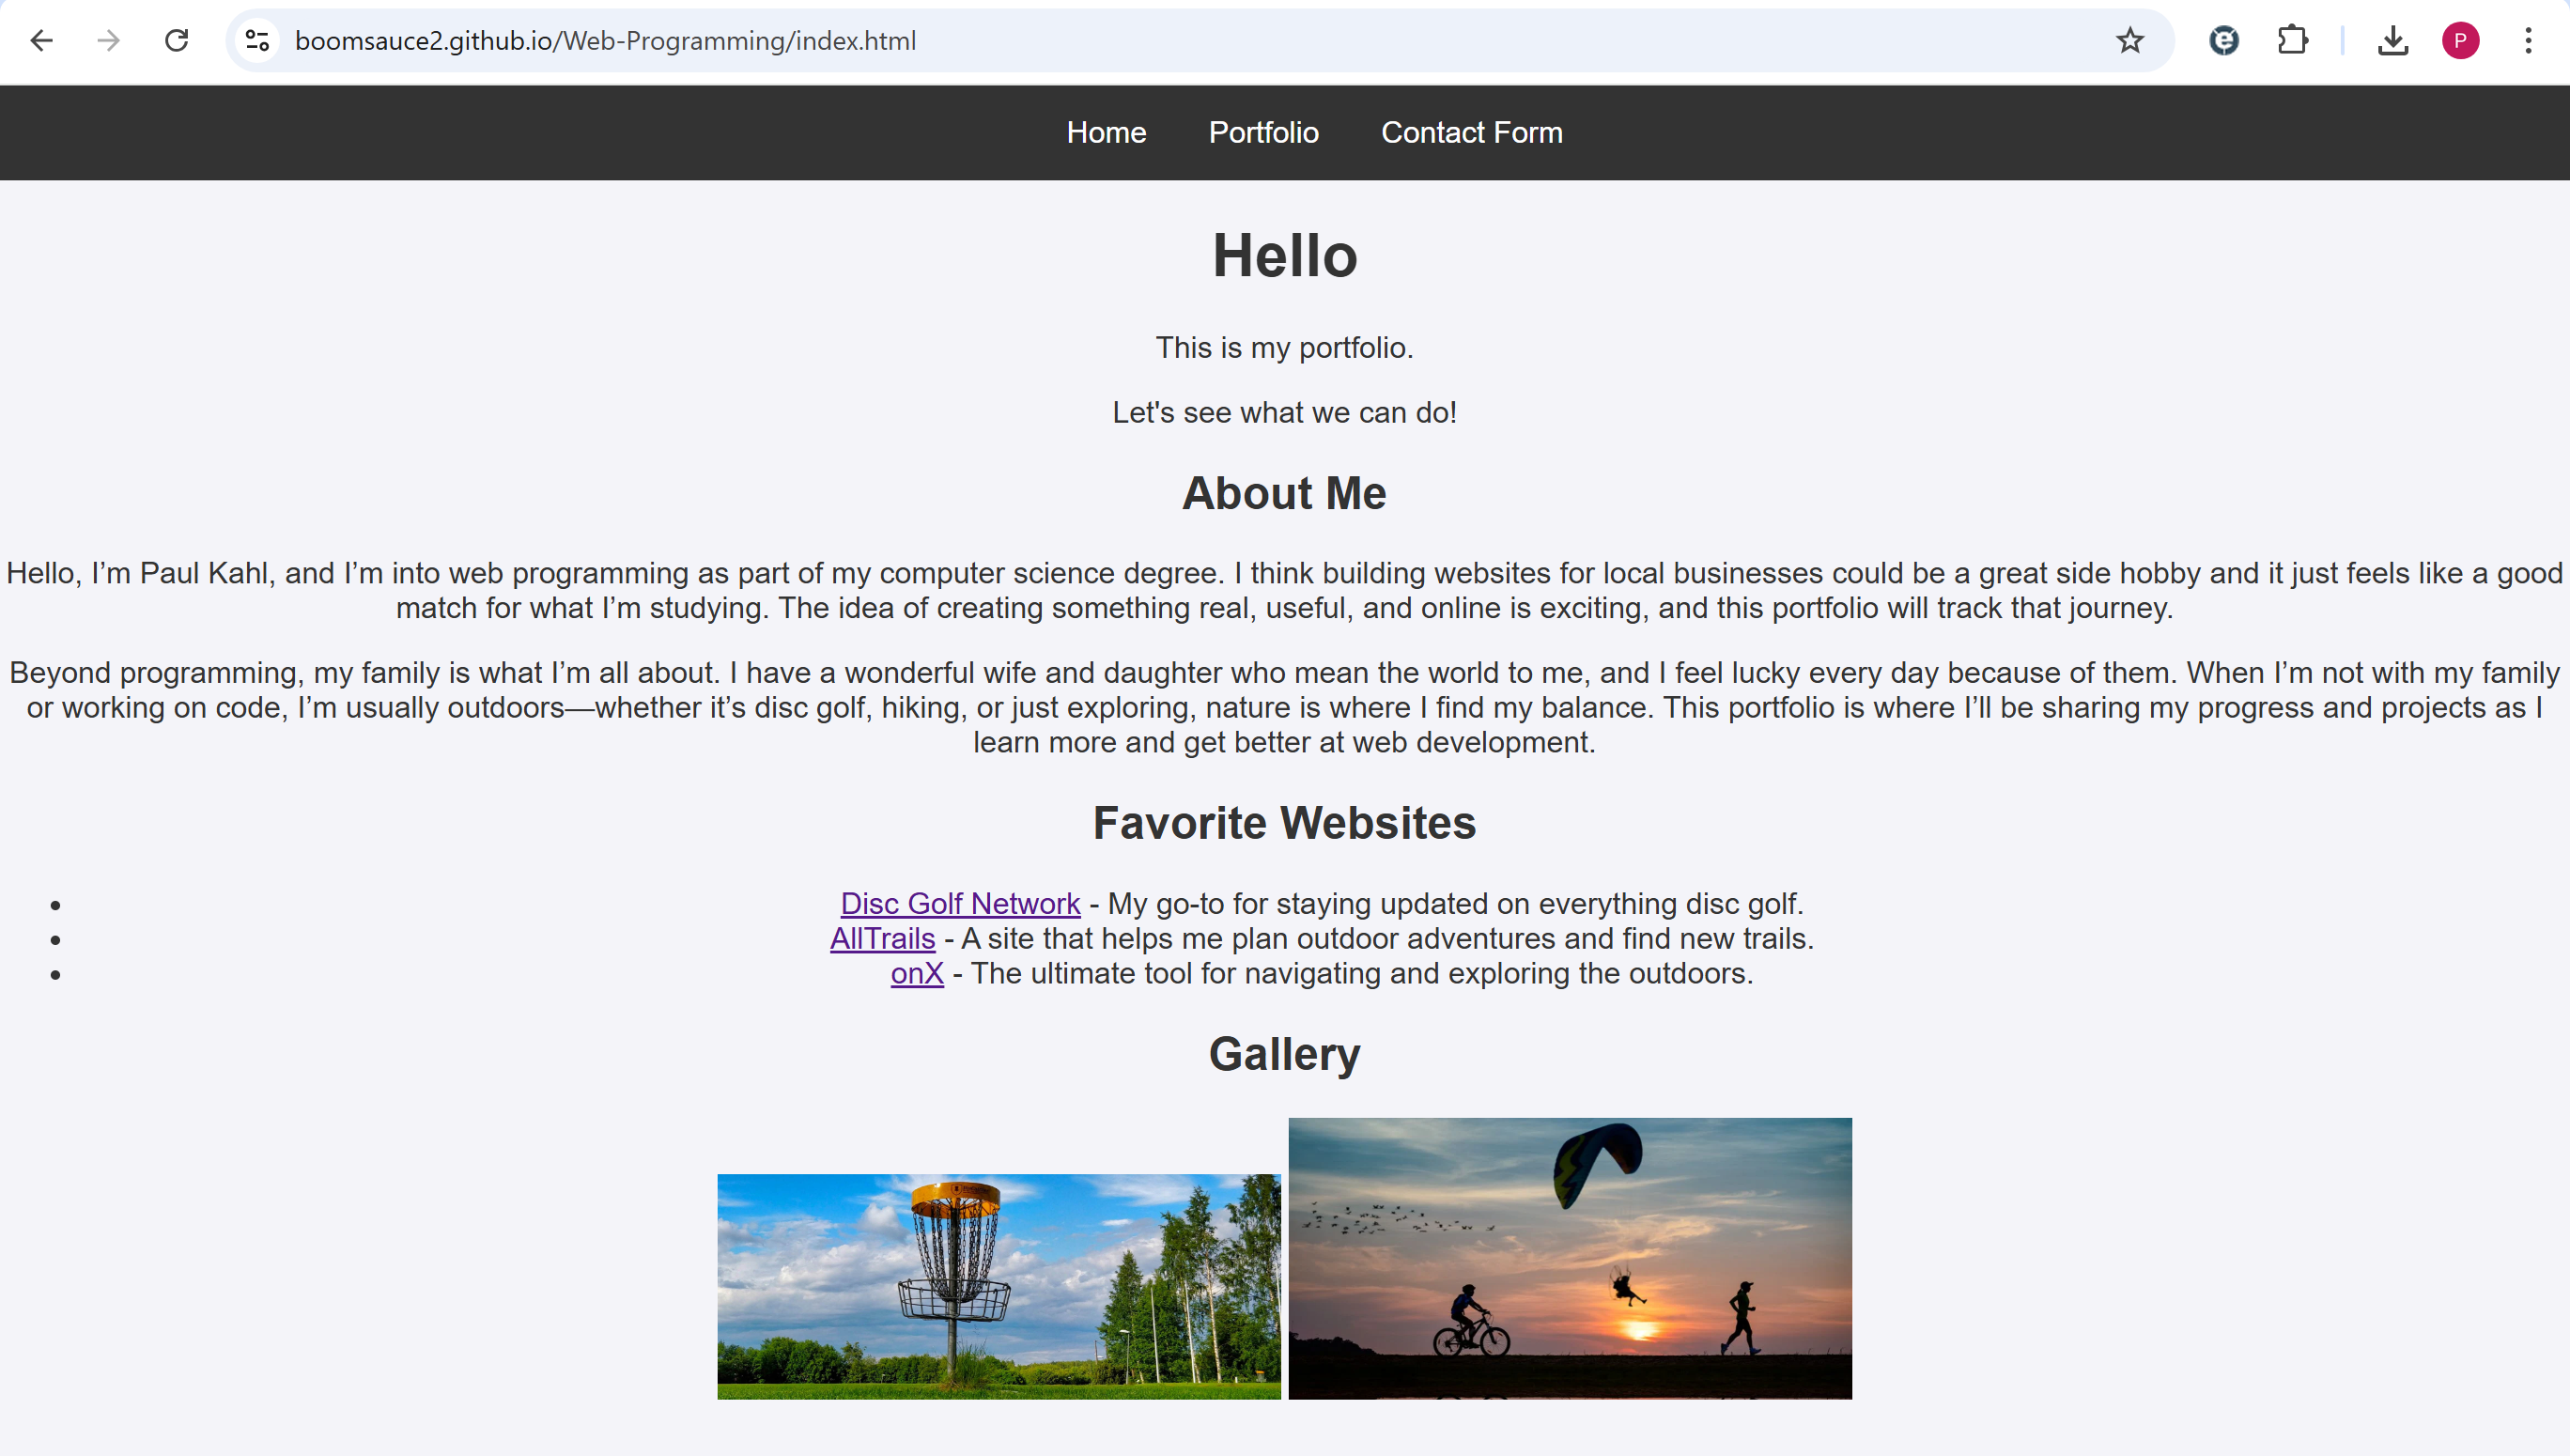 boomsauce2.github.io/Web-Programming/index.html
P
Home Portfolio Contact Form
Hello
This is my portfolio.
Let's see what we can do!
About Me
Hello, I’m Paul Kahl, and I’m into web programming as part of my computer science degree. I think building websites for local businesses could be a great side hobby and it just feels like a good
match for what I’m studying. The idea of creating something real, useful, and online is exciting, and this portfolio will track that journey.
Beyond programming, my family is what I’m all about. I have a wonderful wife and daughter who mean the world to me, and I feel lucky every day because of them. When I’m not with my family
or working on code, I’m usually outdoors—whether it’s disc golf, hiking, or just exploring, nature is where I find my balance. This portfolio is where I’ll be sharing my progress and projects as I
learn more and get better at web development.
Favorite Websites
• Disc Golf Network - My go-to for staying updated on everything disc golf.
• AllTrails - A site that helps me plan outdoor adventures and find new trails.
• onX - The ultimate tool for navigating and exploring the outdoors.
Gallery